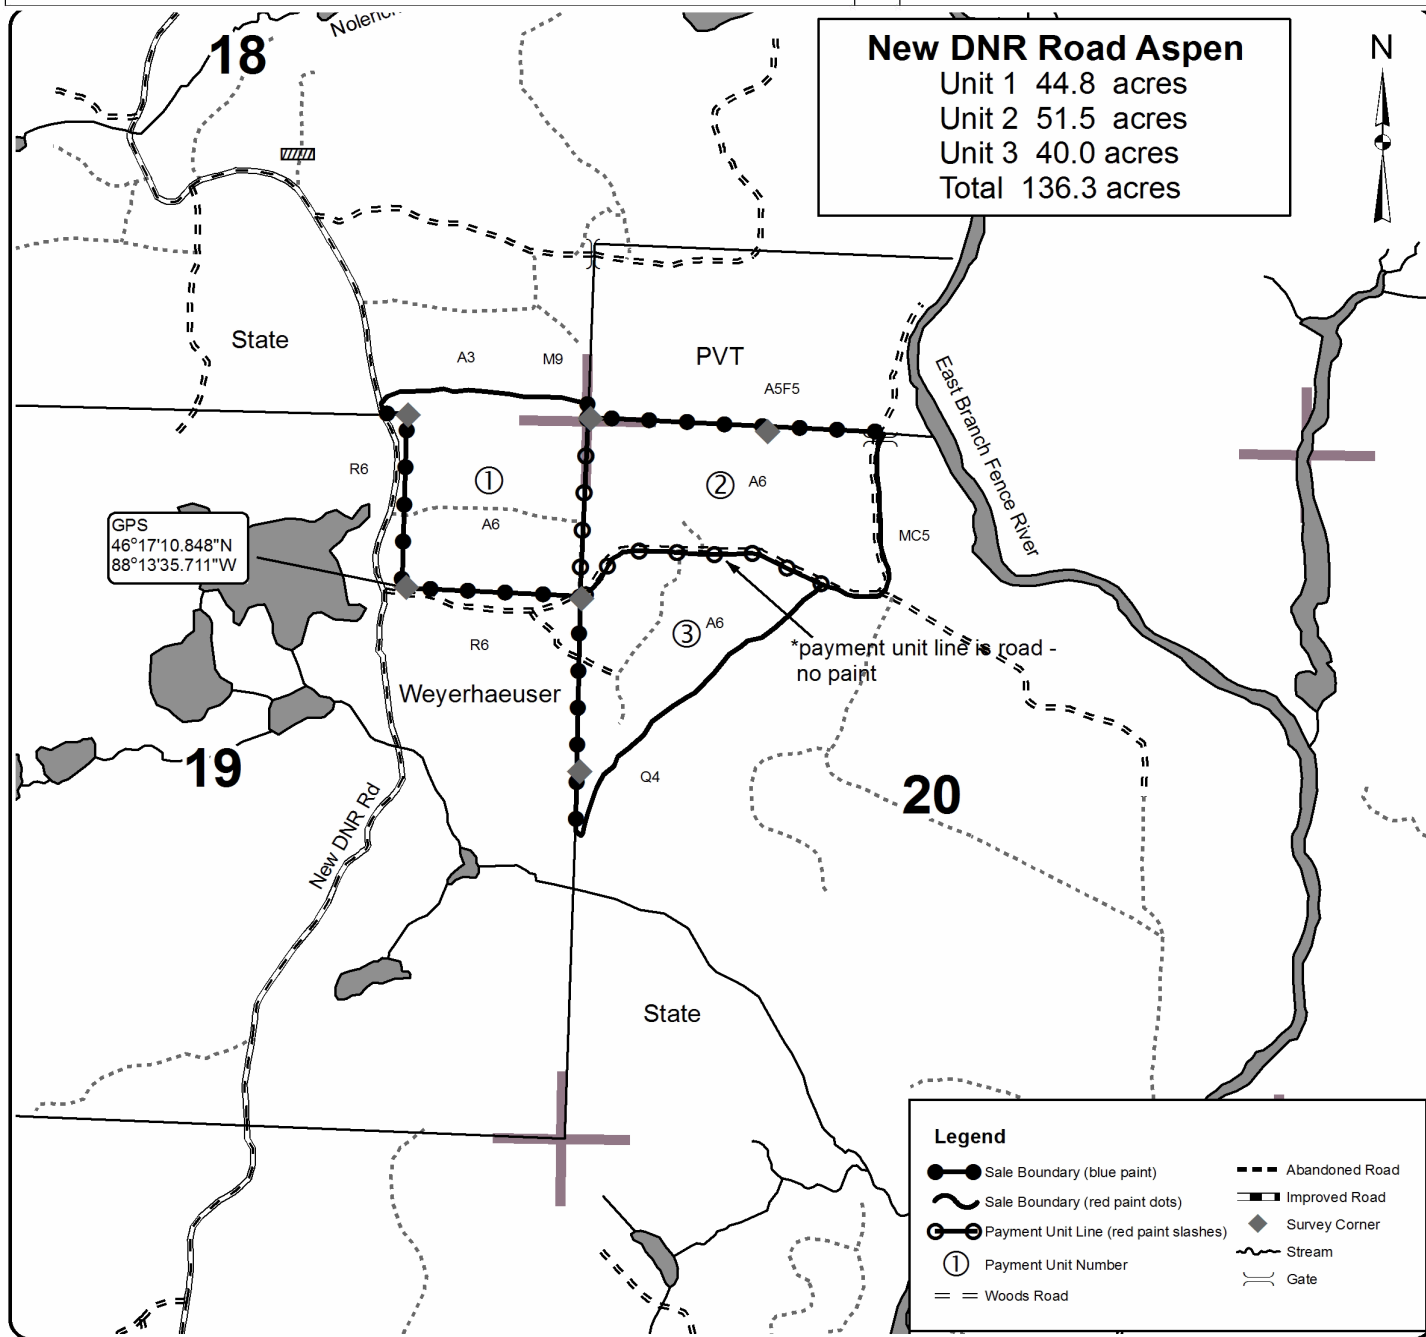 18
New DNR Road Aspen
Unit 1 44.8 acres
Unit 2 51.5 acres
Unit 3 40.0 acres
Total 136.3 acres
N
State
A3
M9
PVT
A5F5
East Branch Fence River
R6
①
② A6
A6
GPS
46°17'10.848"N
88°13'35.711"W
MC5
R6
③ A6
*payment unit line is road -
no paint
Weyerhaeuser
19
Q4
20
New DNR Rd
State
Legend
Sale Boundary (blue paint)
Sale Boundary (red paint dots)
Payment Unit Line (red paint slashes)
① Payment Unit Number
Woods Road
Abandoned Road
Improved Road
Survey Corner
Stream
Gate